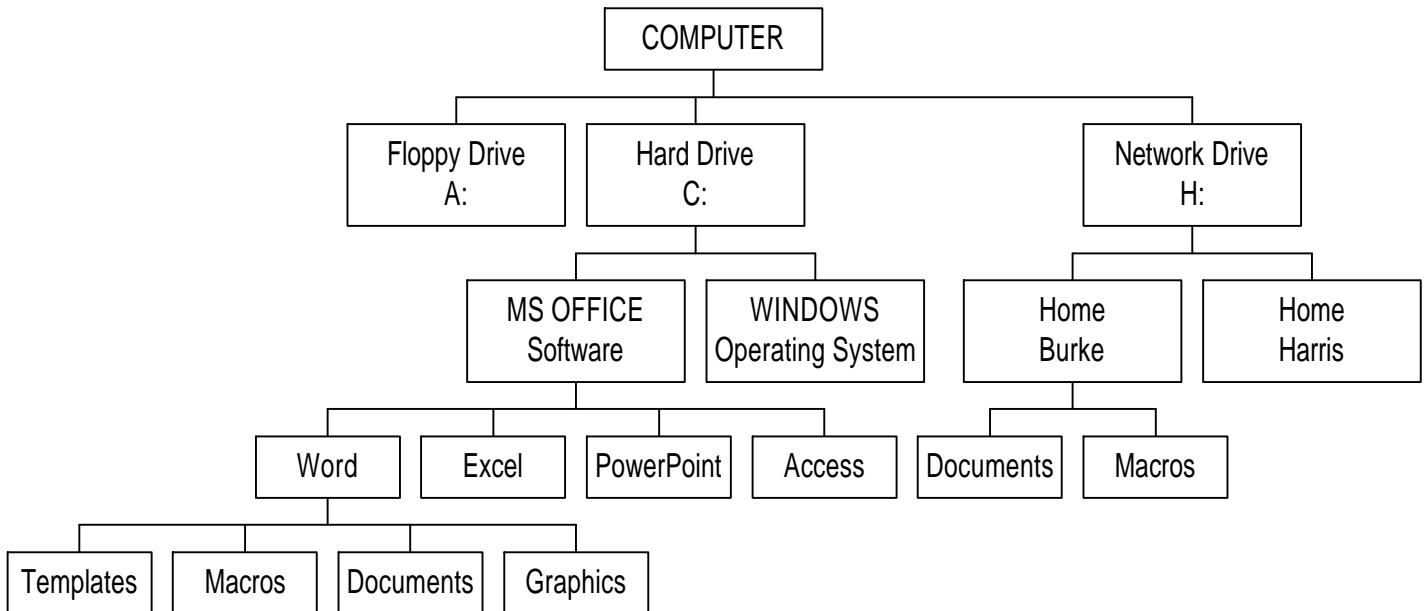 COMPUTER
Floppy Drive
A:
Hard Drive
C:
Network Drive
H:
MS OFFICE
Software
WINDOWS
Operating System
Home
Burke
Home
Harris
Word
Excel
PowerPoint
Access
Documents
Macros
Templates
Macros
Documents
Graphics